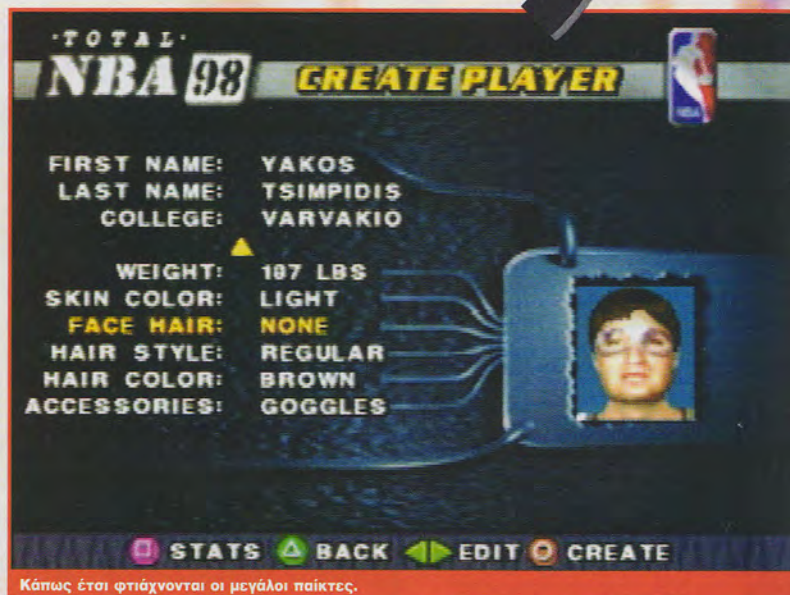 ·TOTAL·
NBA 98 CREATE PLAYER
NBA
FIRST NAME: YAKOS
LAST NAME: TSIMPIDIS
COLLEGE: VARVAKIO
WEIGHT: 187 LBS
SKIN COLOR: LIGHT
FACE HAIR: NONE
HAIR STYLE: REGULAR
HAIR COLOR: BROWN
ACCESSORIES: GOGGLES
STATS BACK EDIT CREATE
Κάπως έτσι φτιάχνονται οι μεγάλοι παίκτες.